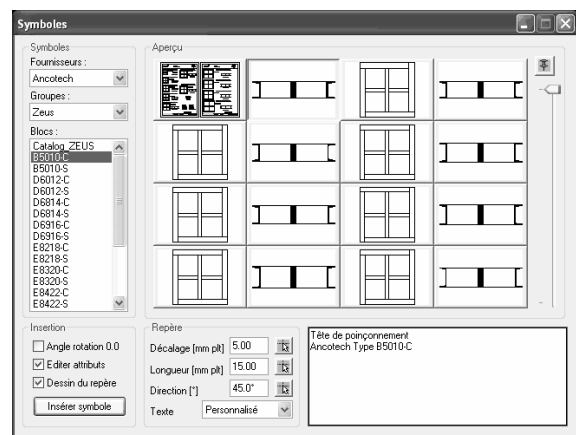 Symboles
Symboles
Fournisseurs :
Ancotech
Groupes :
Zeus
Blocs :
Catalog_ZEUS
B5010-C
B5010-S
D6012-C
D6012-S
D6814-C
D6814-S
D6916-C
D6916-S
E8218-C
E8218-S
E8320-C
E8320-S
E8422-C
E8422-S
Aperçu
Insertion
Angle rotation 0.0
Editer attributs
Dessin du repère
Insérer symbole
Repère
Décalage [mm plt] 5.00
Longueur [mm plt] 15.00
Direction [°] 45.0°
Texte Personnalisé
Tête de poinçonnement
Ancotech Type B5010-C